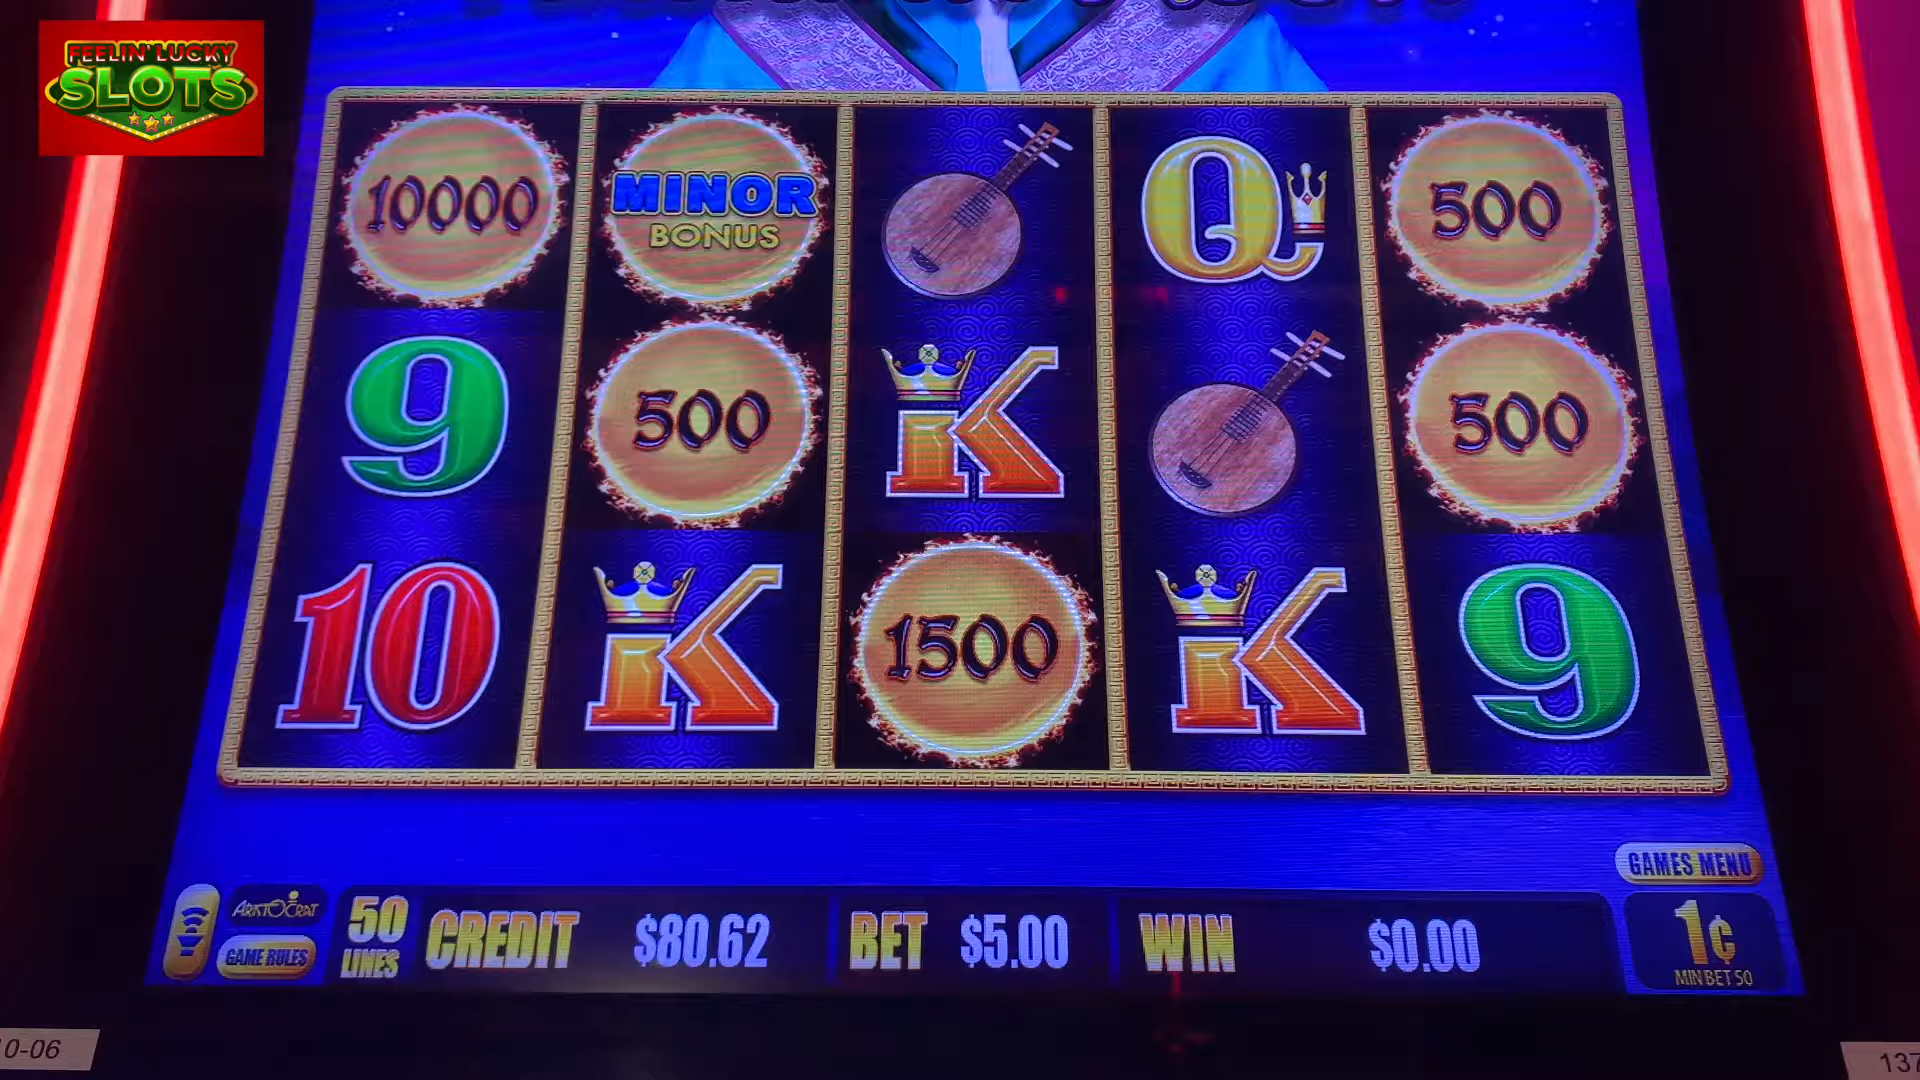 FEELIN' LUCKY
SLOTS
10000
MINOR
BONUS
Q
500
9
500
K
500
10
K
1500
K
9
GAMES MENU
ARISTOCRAT
GAME RULES
50
LINES
CREDIT $80.62
BET $5.00
WIN $0.00
1¢
MIN BET 50
0-06
137